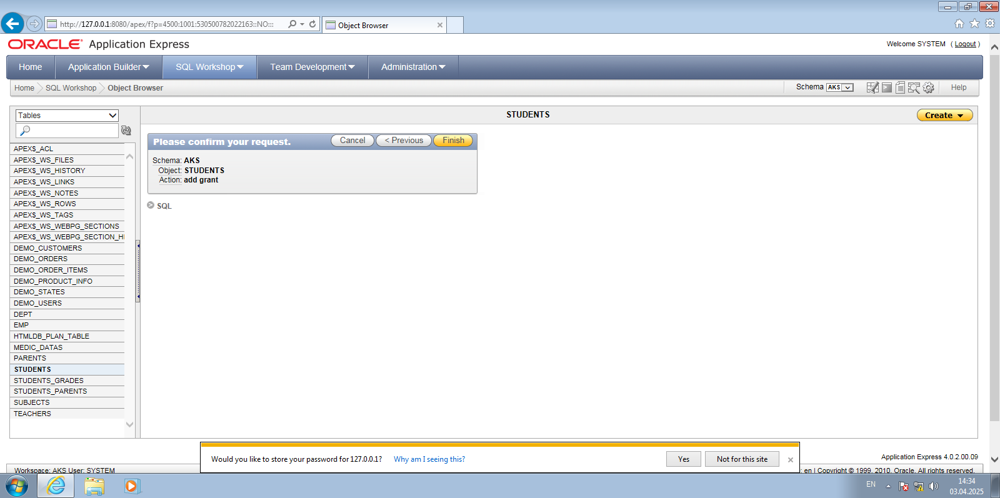 http://127.0.0.1:8080/apex/f?p=4500:1001:530500782022163::NO:::
Object Browser
ORACLE Application Express
Welcome SYSTEM ( Logout )
Home
Application Builder
SQL Workshop
Team Development
Administration
Home
SQL Workshop
Object Browser
Schema AKS
Help
Tables
STUDENTS
Create
Please confirm your request.
Cancel
< Previous
Finish
Schema: AKS
Object: STUDENTS
Action: add grant
SQL
APEX$_ACL
APEX$_WS_FILES
APEX$_WS_HISTORY
APEX$_WS_LINKS
APEX$_WS_NOTES
APEX$_WS_ROWS
APEX$_WS_TAGS
APEX$_WS_WEBPG_SECTIONS
APEX$_WS_WEBPG_SECTION_HI
DEMO_CUSTOMERS
DEMO_ORDERS
DEMO_ORDER_ITEMS
DEMO_PRODUCT_INFO
DEMO_STATES
DEMO_USERS
DEPT
EMP
HTMLDB_PLAN_TABLE
MEDIC_DATAS
PARENTS
STUDENTS
STUDENTS_GRADES
STUDENTS_PARENTS
SUBJECTS
TEACHERS
Application Express 4.0.2.00.09
Would you like to store your password for 127.0.0.1?
Why am I seeing this?
Yes
Not for this site
Workspace: AKS User: SYSTEM
: en | Copyright © 1999, 2010, Oracle. All rights reserved.
EN
14:34
03.04.2025